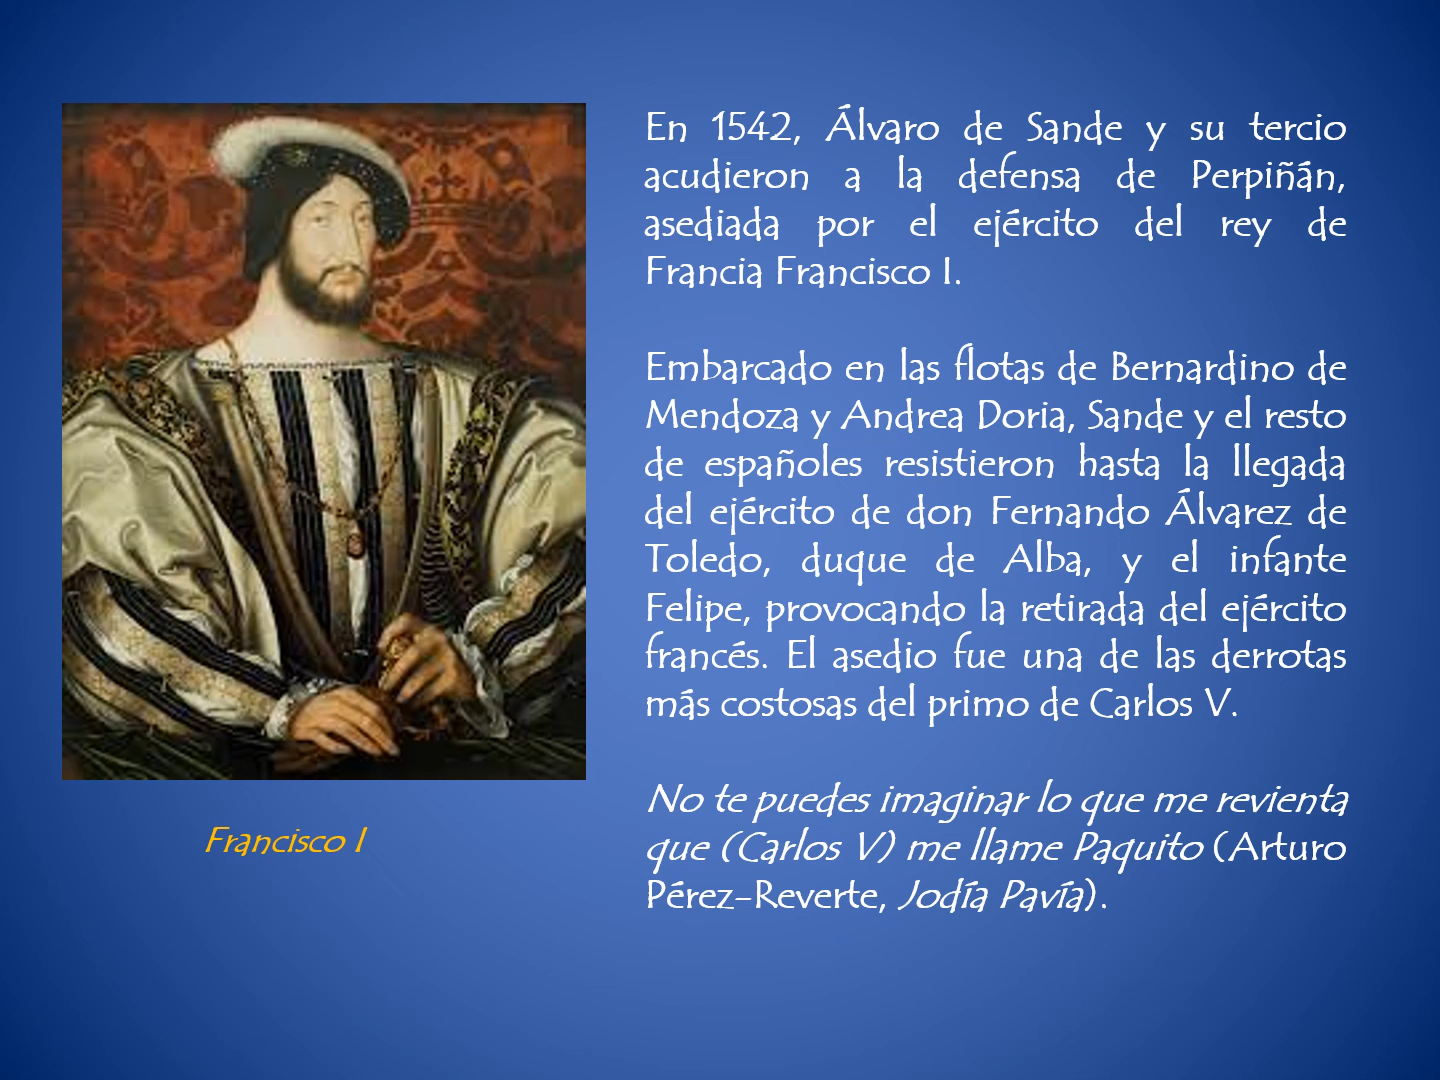 En 1542, Álvaro de Sande y su tercio
acudieron a la defensa de Perpiñán,
asediada por el ejército del rey de
Francia Francisco I.
Embarcado en las flotas de Bernardino de
Mendoza y Andrea Doria, Sande y el resto
de españoles resistieron hasta la llegada
del ejército de don Fernando Álvarez de
Toledo, duque de Alba, y el infante
Felipe, provocando la retirada del ejército
francés. El asedio fue una de las derrotas
más costosas del primo de Carlos V.
No te puedes imaginar lo que me revienta
que (Carlos V) me llame Paquito (Arturo
Pérez-Reverte, Jodía Pavía).
Francisco I